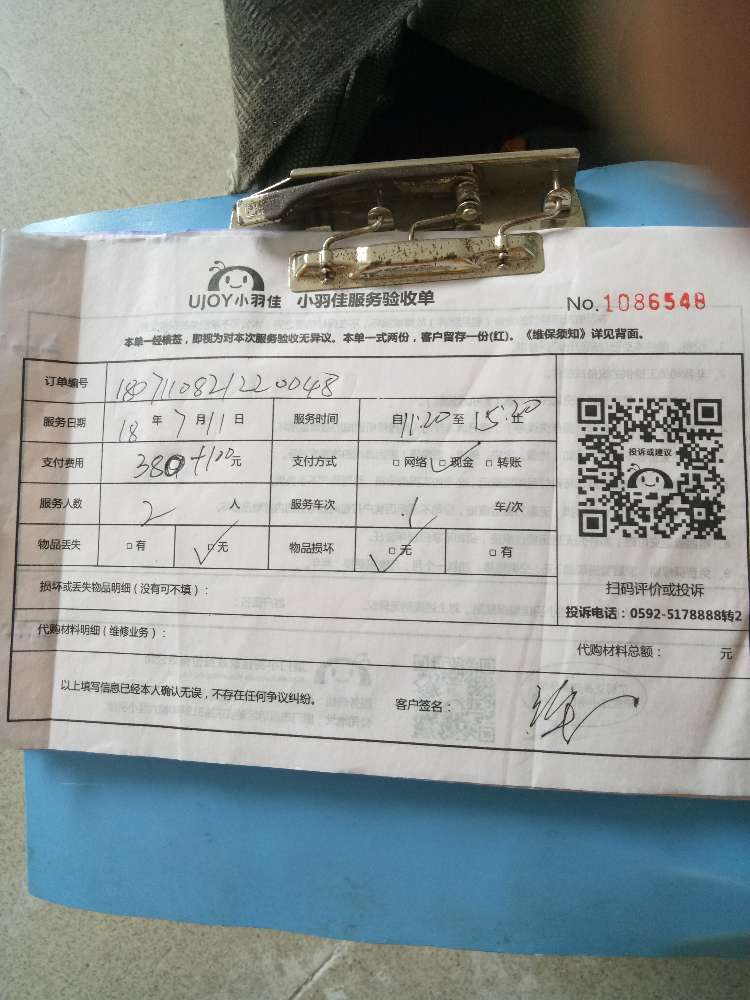 UJOY小羽佳 小羽佳服务验收单 No. 1086548
本单一经核签，即视为对本次服务验收无异议。本单一式两份，客户留存一份(红)。《维保须知》详见背面。
订单编号 1807110821220048
服务日期 18 年 7 月 11 日 服务时间 自 11:20 至 15:20 止
支付费用 380+100 元 支付方式 □ 网络 □ 现金 □ 转账
投诉或建议
服务人数 2 人 服务车次 1 车/次
物品丢失 □ 有 □ 无 物品损坏 □ 无 □ 有
扫码评价或投诉
损坏或丢失物品明细（没有可不填）：
投诉电话：0592-5178888转2
代购材料明细（维修业务）：
代购材料总额： 元
以上填写信息已经本人确认无误，不存在任何争议纠纷。 客户签名：